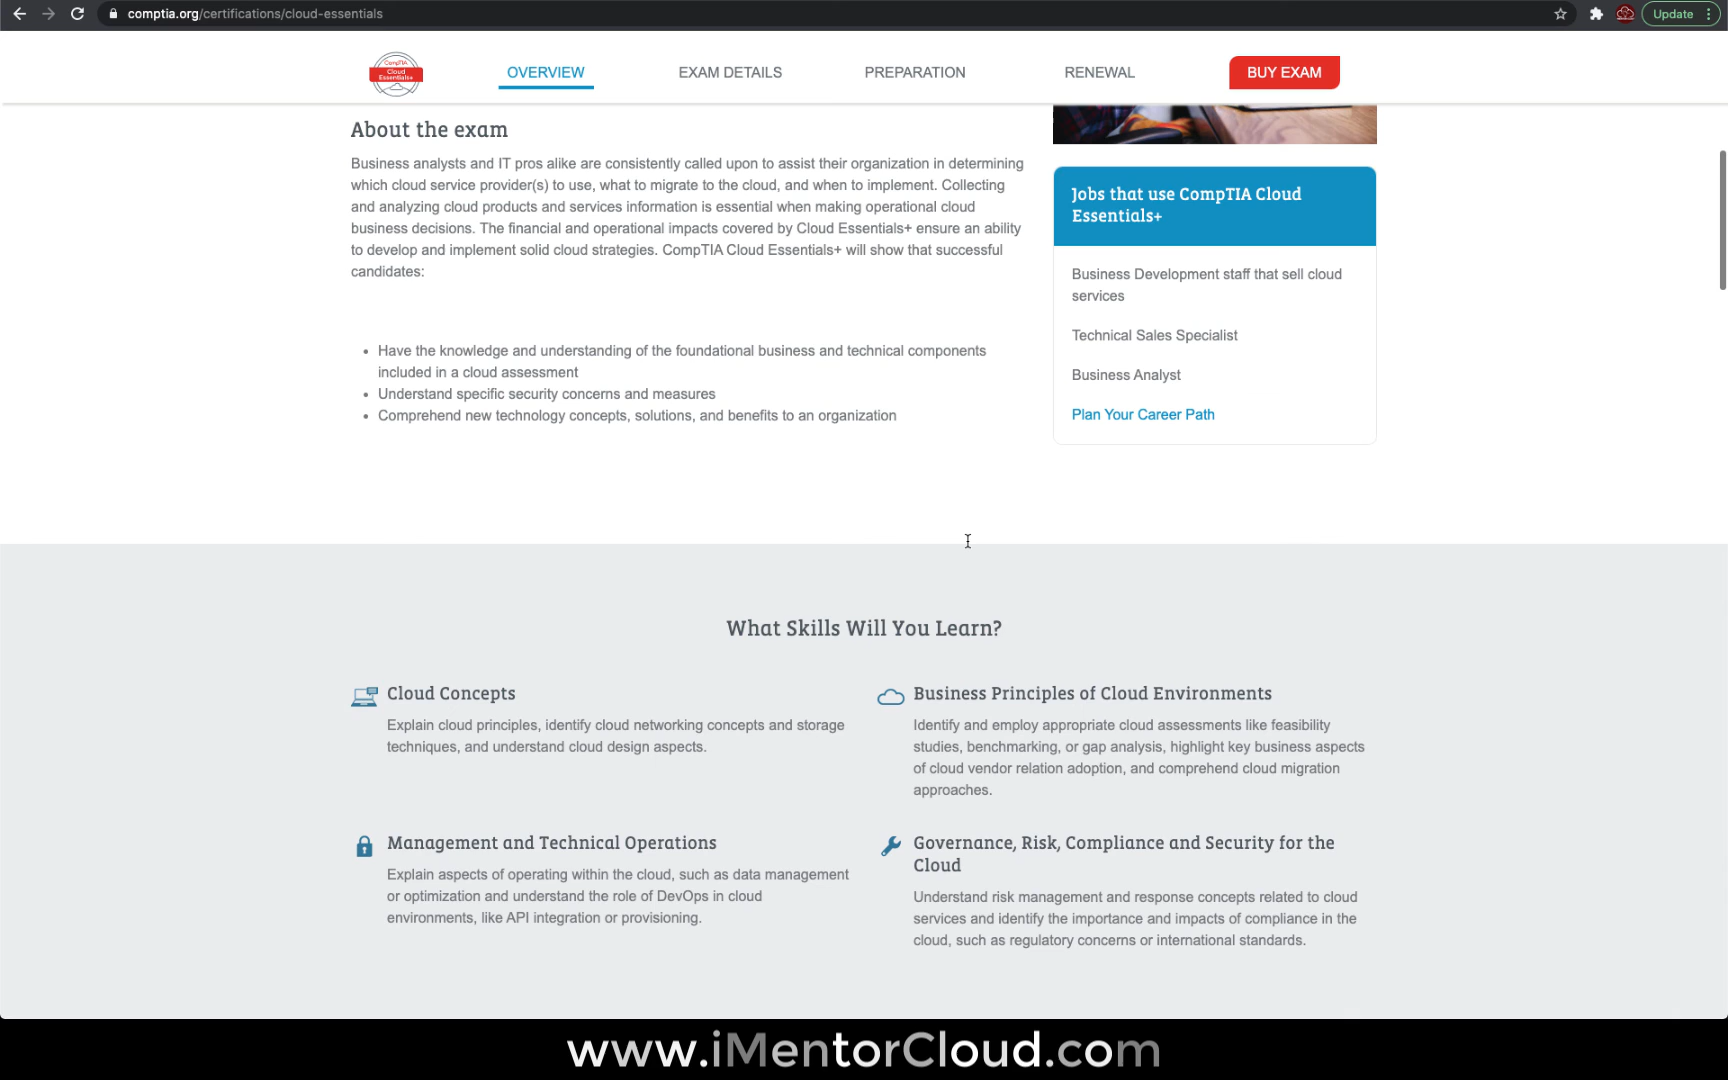 comptia.org/certifications/cloud-essentials
Update
CompTIA
Cloud
Essentials+
OVERVIEW
EXAM DETAILS
PREPARATION
RENEWAL
BUY EXAM
About the exam
Business analysts and IT pros alike are consistently called upon to assist their organization in determining
which cloud service provider(s) to use, what to migrate to the cloud, and when to implement. Collecting
and analyzing cloud products and services information is essential when making operational cloud
business decisions. The financial and operational impacts covered by Cloud Essentials+ ensure an ability
to develop and implement solid cloud strategies. CompTIA Cloud Essentials+ will show that successful
candidates:
• Have the knowledge and understanding of the foundational business and technical components
included in a cloud assessment
• Understand specific security concerns and measures
• Comprehend new technology concepts, solutions, and benefits to an organization
Jobs that use CompTIA Cloud
Essentials+
Business Development staff that sell cloud
services
Technical Sales Specialist
Business Analyst
Plan Your Career Path
What Skills Will You Learn?
Cloud Concepts
Explain cloud principles, identify cloud networking concepts and storage
techniques, and understand cloud design aspects.
Business Principles of Cloud Environments
Identify and employ appropriate cloud assessments like feasibility
studies, benchmarking, or gap analysis, highlight key business aspects
of cloud vendor relation adoption, and comprehend cloud migration
approaches.
Management and Technical Operations
Explain aspects of operating within the cloud, such as data management
or optimization and understand the role of DevOps in cloud
environments, like API integration or provisioning.
Governance, Risk, Compliance and Security for the
Cloud
Understand risk management and response concepts related to cloud
services and identify the importance and impacts of compliance in the
cloud, such as regulatory concerns or international standards.
www.iMentorCloud.com